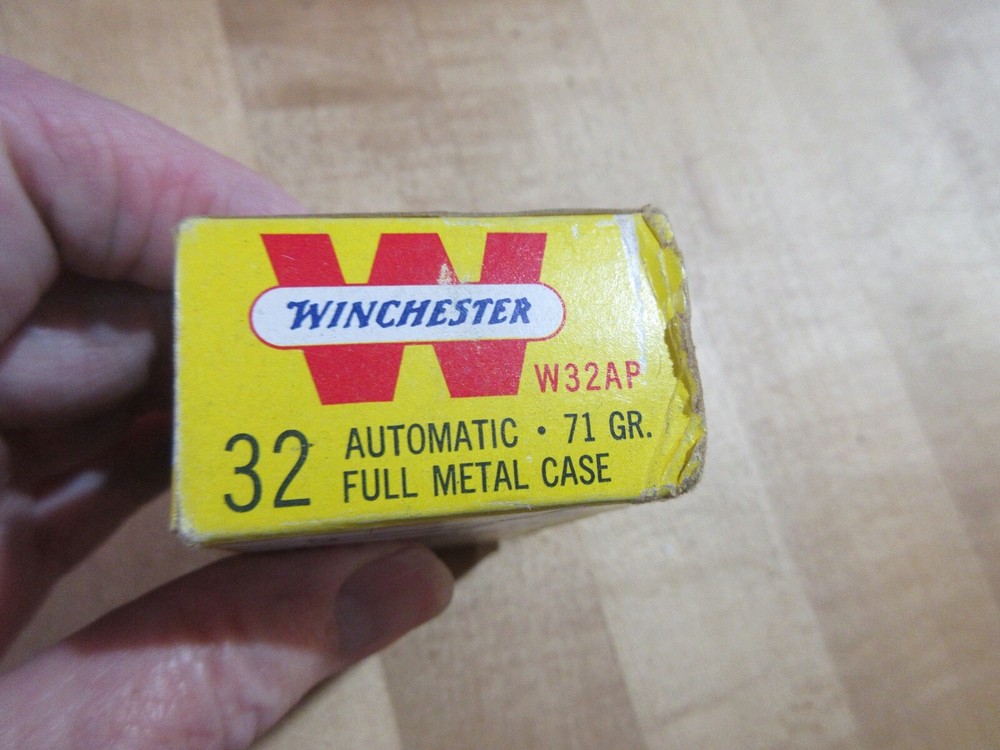 W
WINCHESTER
W32AP
32 AUTOMATIC · 71 GR.
FULL METAL CASE